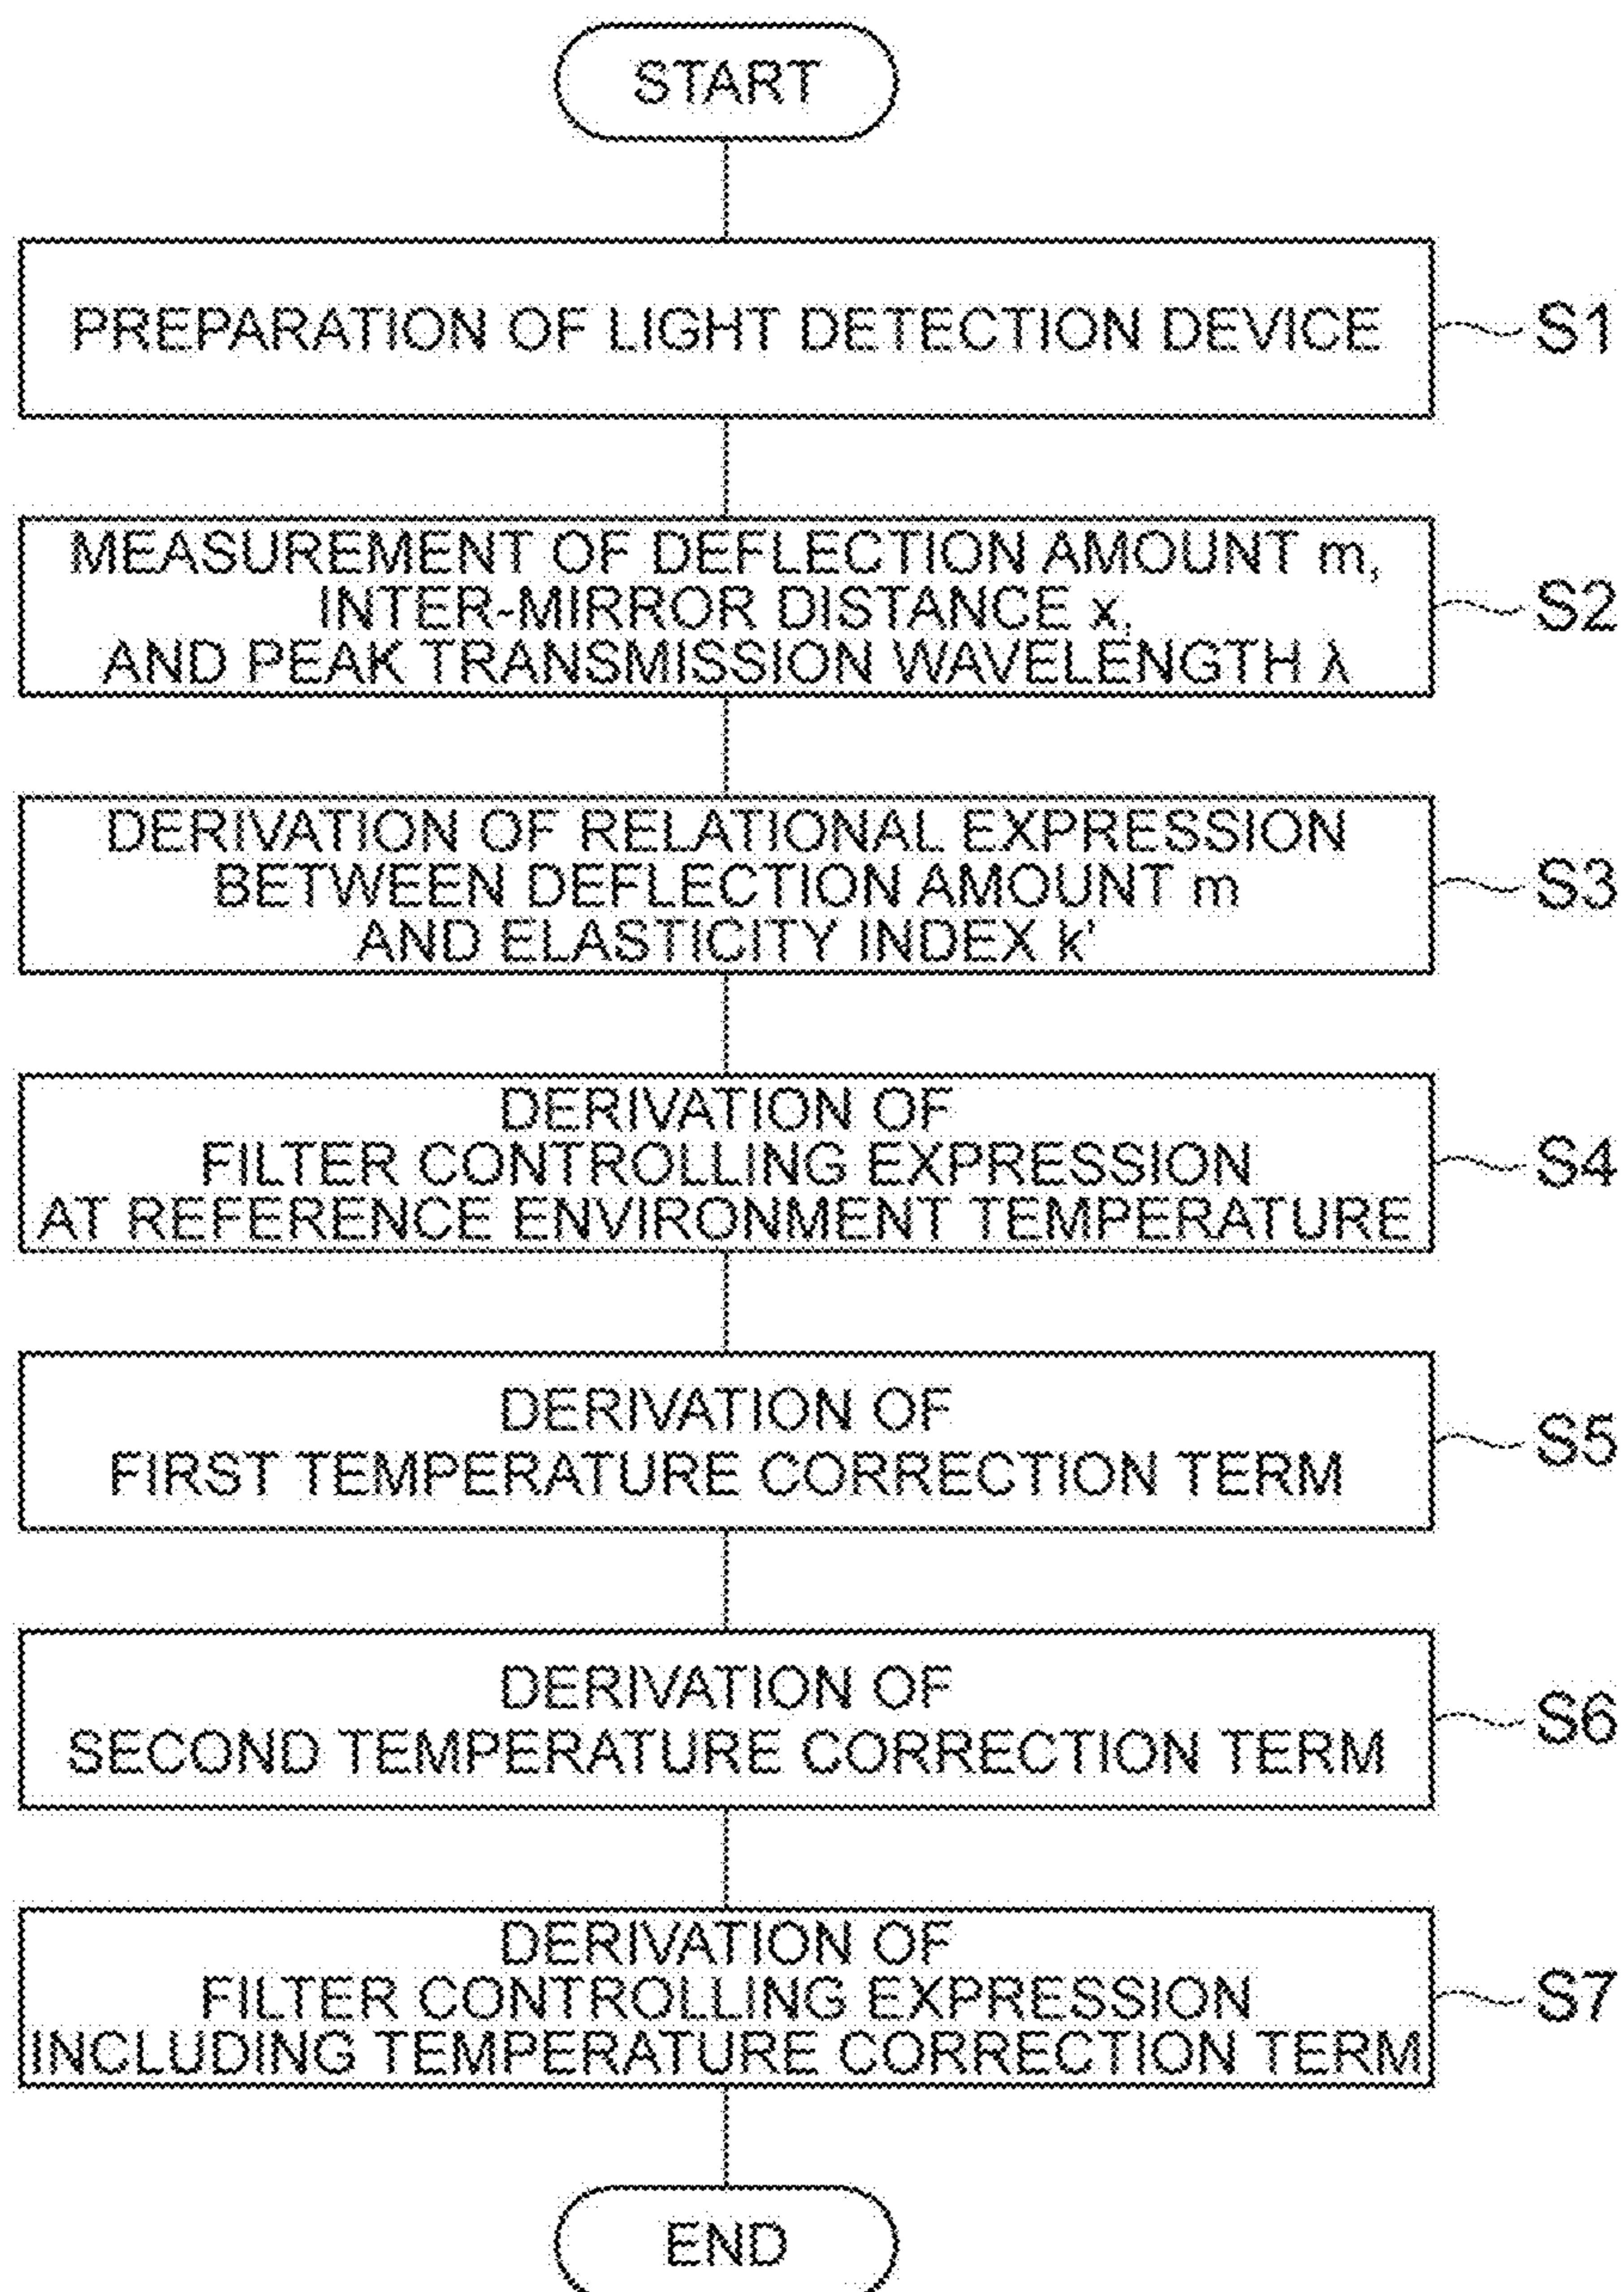 START
PREPARATION OF LIGHT DETECTION DEVICE
S1
MEASUREMENT OF DEFLECTION AMOUNT m,
INTER-MIRROR DISTANCE x,
AND PEAK TRANSMISSION WAVELENGTH λ
S2
DERIVATION OF RELATIONAL EXPRESSION
BETWEEN DEFLECTION AMOUNT m
AND ELASTICITY INDEX k'
S3
DERIVATION OF
FILTER CONTROLLING EXPRESSION
AT REFERENCE ENVIRONMENT TEMPERATURE
S4
DERIVATION OF
FIRST TEMPERATURE CORRECTION TERM
S5
DERIVATION OF
SECOND TEMPERATURE CORRECTION TERM
S6
DERIVATION OF
FILTER CONTROLLING EXPRESSION
INCLUDING TEMPERATURE CORRECTION TERM
S7
END